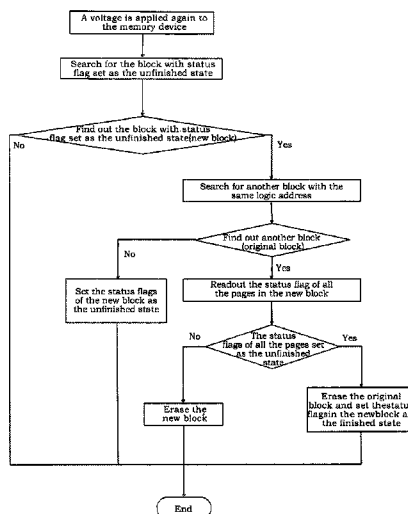 A voltage is applied again to
the memory device
Search for the block with status
flag set as the unfinished state
Find out the block with status
flag set as the unfinished state(new block)
No
Yes
Search for another block with the
same logic address
Find out another block
(original block)
No
Yes
Set the status flags
of the new block as
the unfinished state
Readout the status flag of all
the pages in the new block
No
The status
flags of all the pages set
as the unfinished
state
Yes
Erase the
new block
Erase the original
block and set thestatu
flagsin the newblock a
the finished state
End